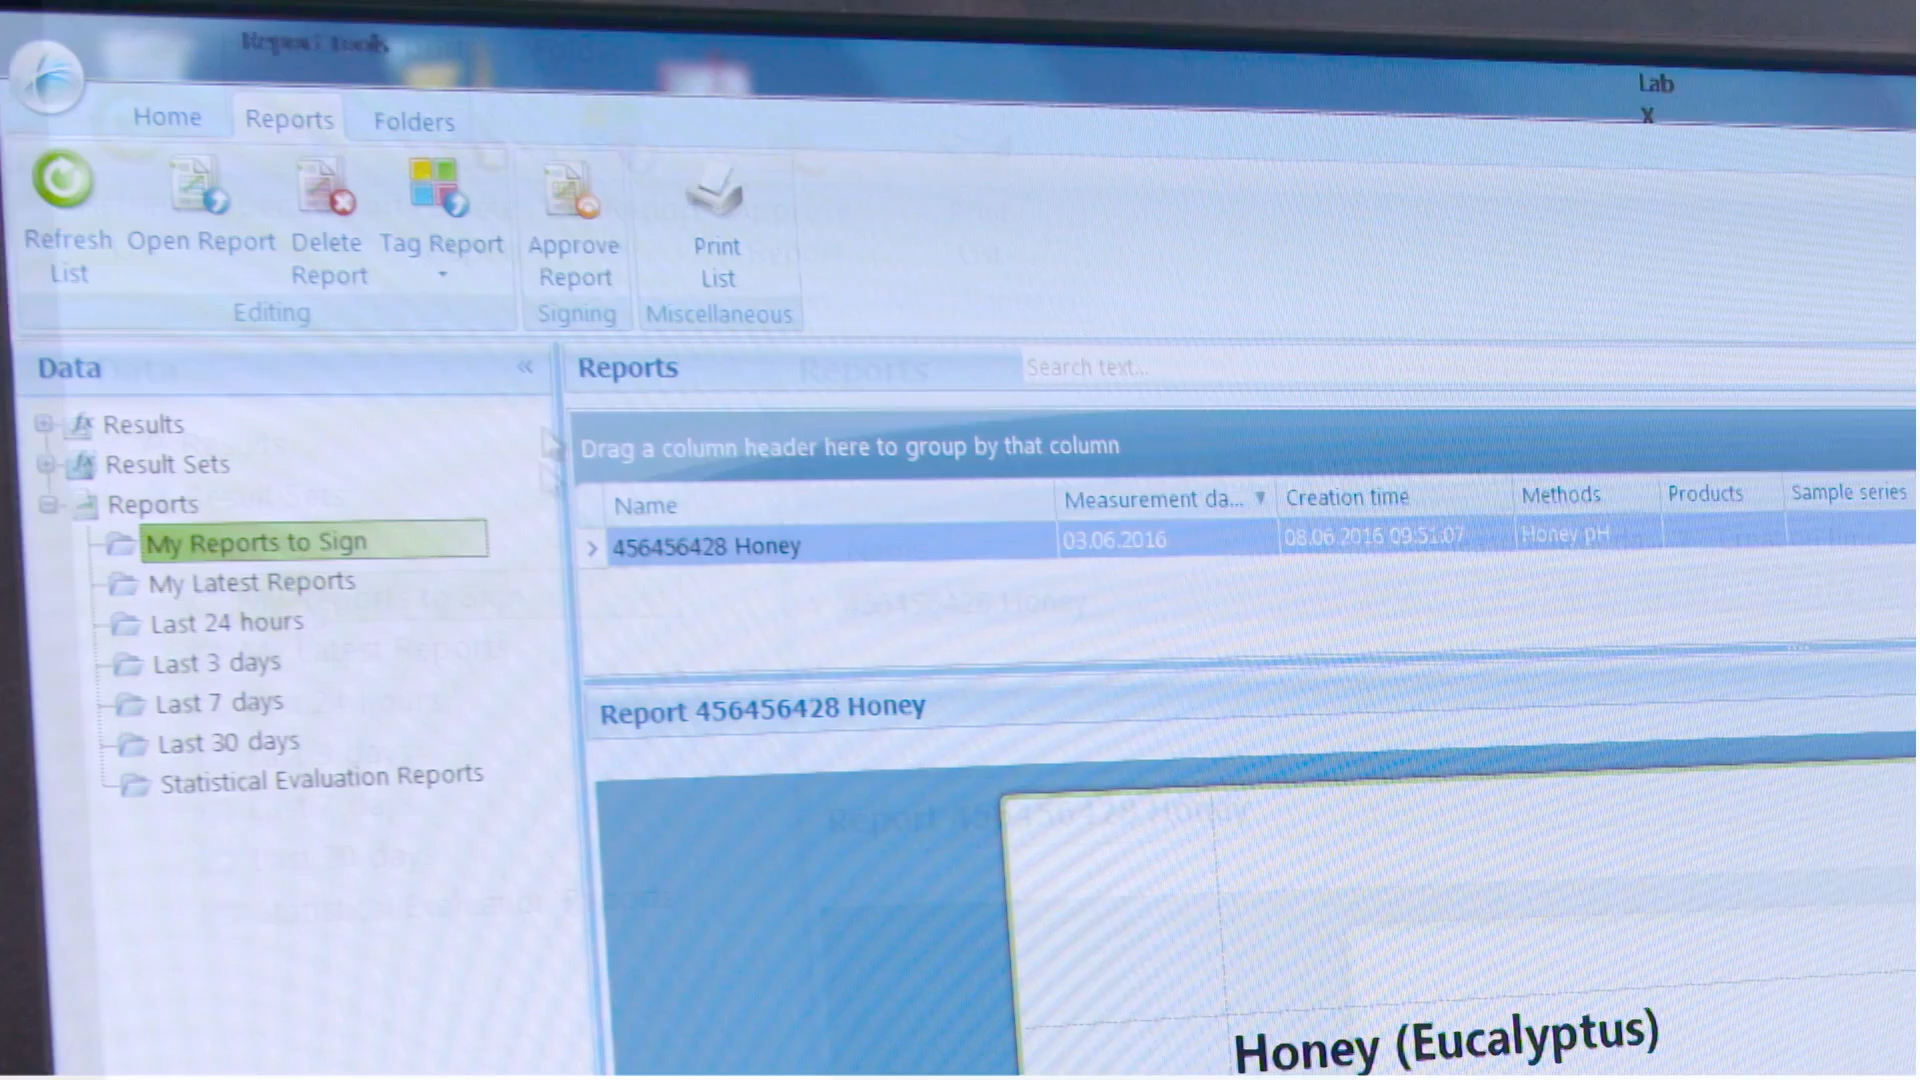 Report Tools
Lab
X
Home Reports Folders
Refresh List
Open Report
Delete Report
Tag Report
Approve Report
Print List
Editing Signing Miscellaneous
Data «
Reports Search text...
Results
Result Sets
Reports
My Reports to Sign
My Latest Reports
Last 24 hours
Last 3 days
Last 7 days
Last 30 days
Statistical Evaluation Reports
Drag a column header here to group by that column
Name Measurement da... Creation time Methods Products Sample series
456456428 Honey 03.06.2016 08.06.2016 09:51:07 Honey pH
Report 456456428 Honey
Honey (Eucalyptus)